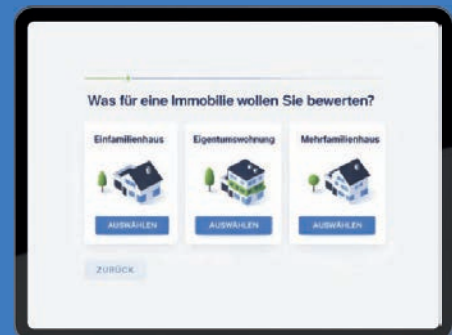 Was für eine Immobilie wollen Sie bewerten?
Einfamilienhaus
Eigentumswohnung
Mehrfamilienhaus
AUSWÄHLEN
AUSWÄHLEN
AUSWÄHLEN
ZURÜCK